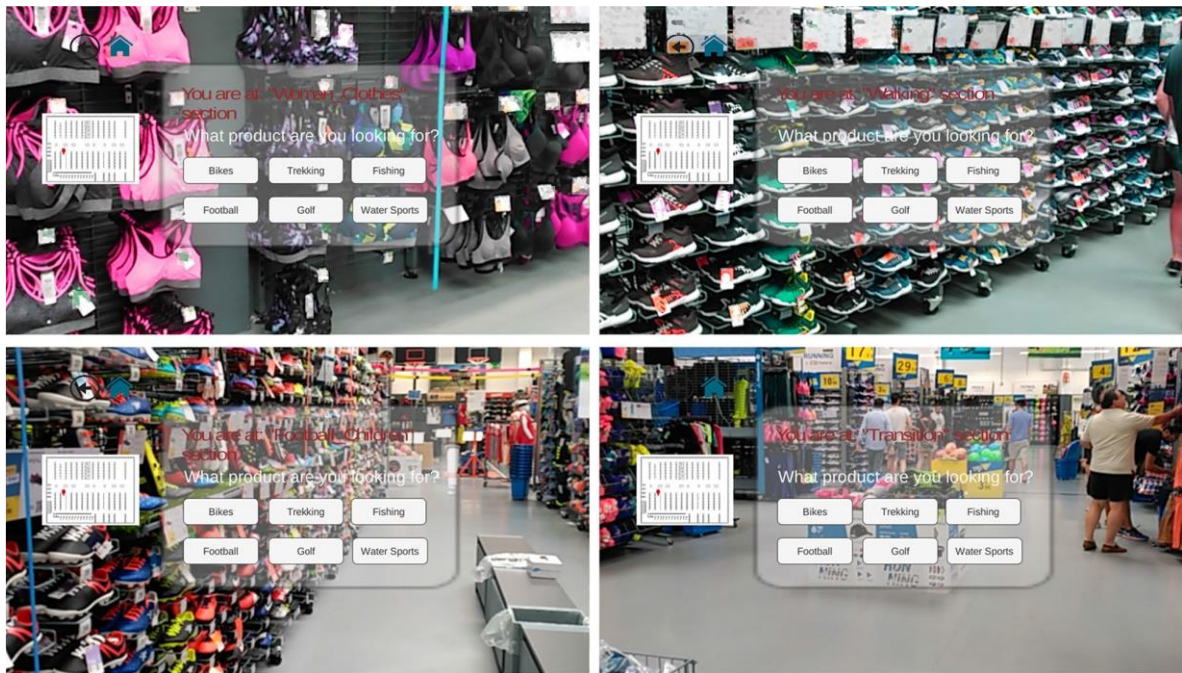 You are at: "Woman_Clothes"
section
What product are you looking for?
Bikes
Trekking
Fishing
Football
Golf
Water Sports
You are at: "Walking" section
What product are you looking for?
Bikes
Trekking
Fishing
Football
Golf
Water Sports
You are at: "Football_Children"
section
What product are you looking for?
Bikes
Trekking
Fishing
Football
Golf
Water Sports
RUNNING
You are at: "Transition" section
What product are you looking for?
Bikes
Trekking
Fishing
Football
Golf
Water Sports